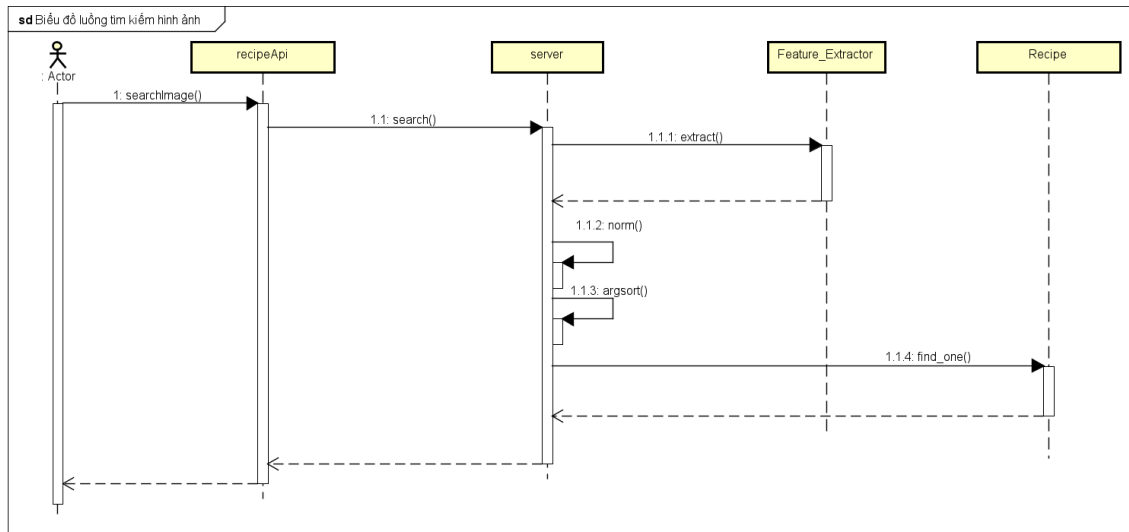 sd Biểu đồ luồng tìm kiếm hình ảnh
: Actor
recipeApi
server
Feature_Extractor
Recipe
1: searchImage()
1.1: search()
1.1.1: extract()
1.1.2: norm()
1.1.3: argsort()
1.1.4: find_one()